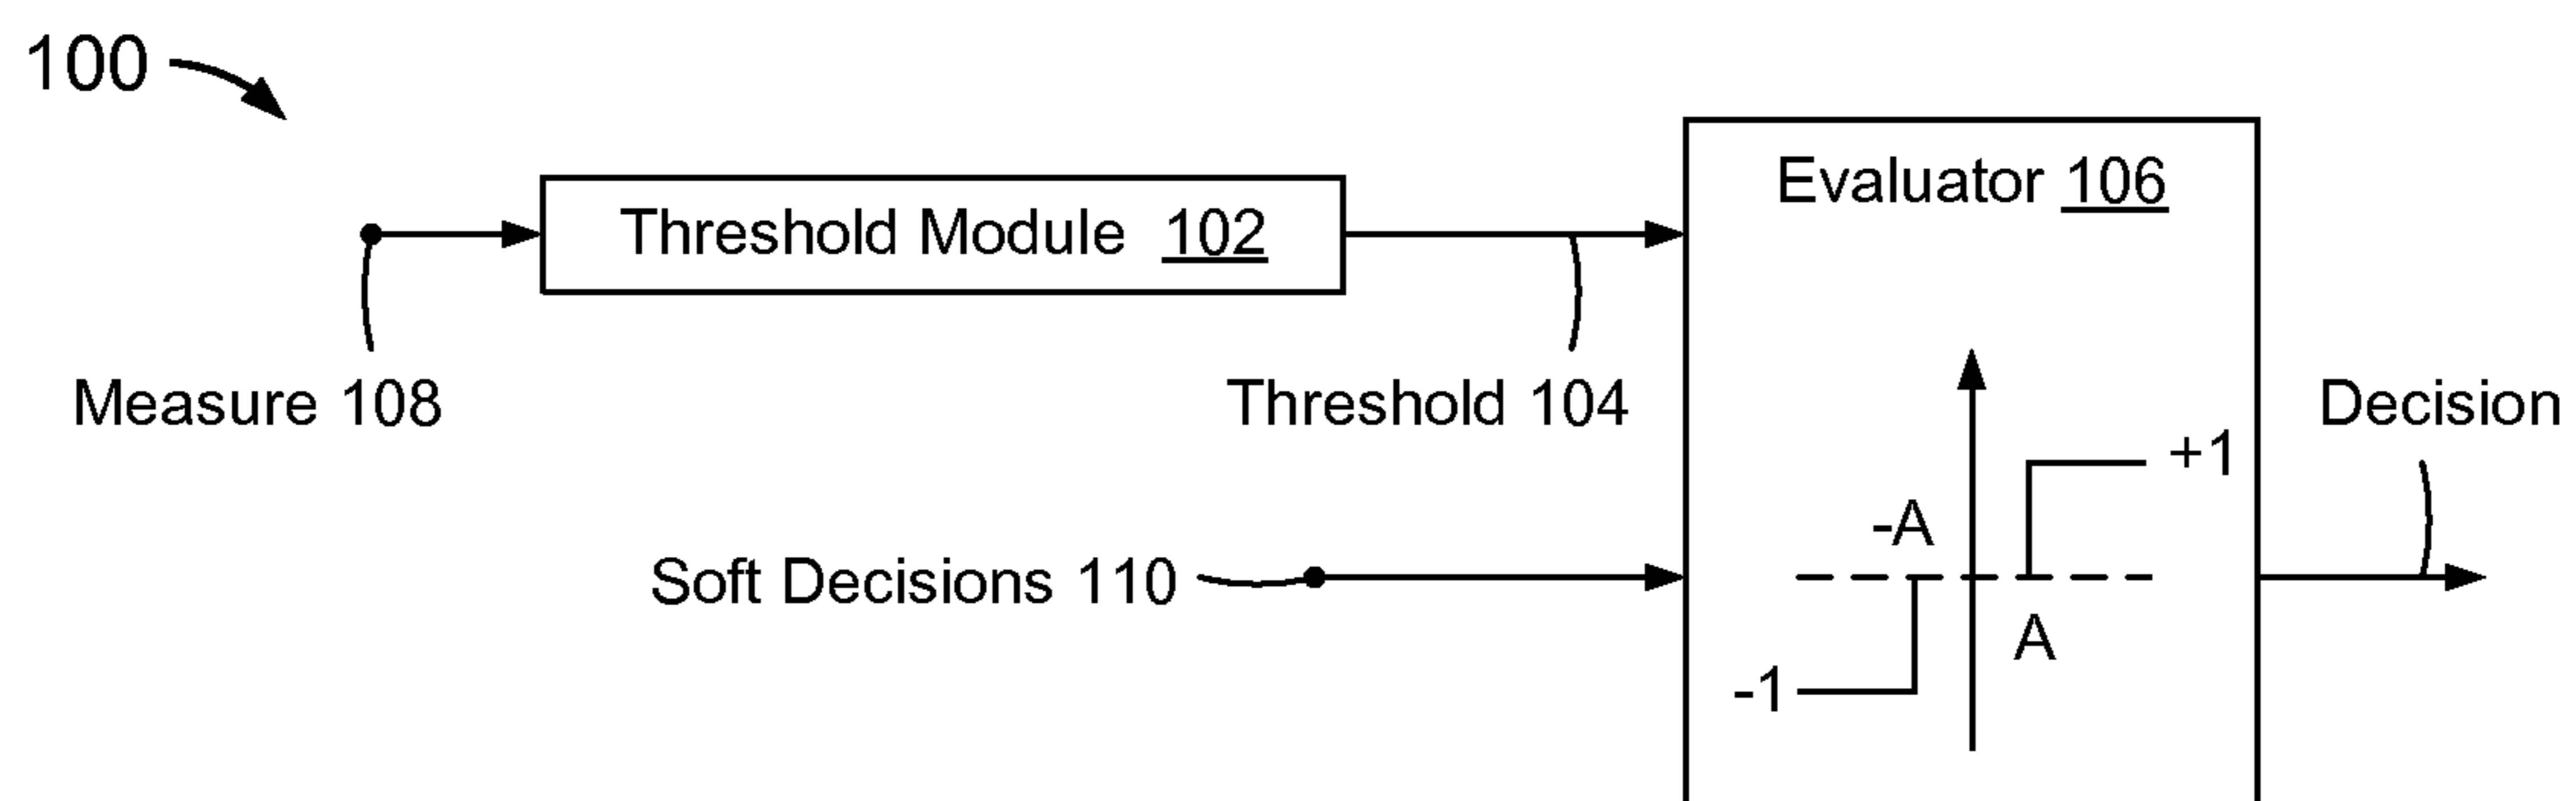 100
Evaluator 106
Threshold Module 102
Measure 108
Threshold 104
Decision
+1
-A
Soft Decisions 110
A
-1